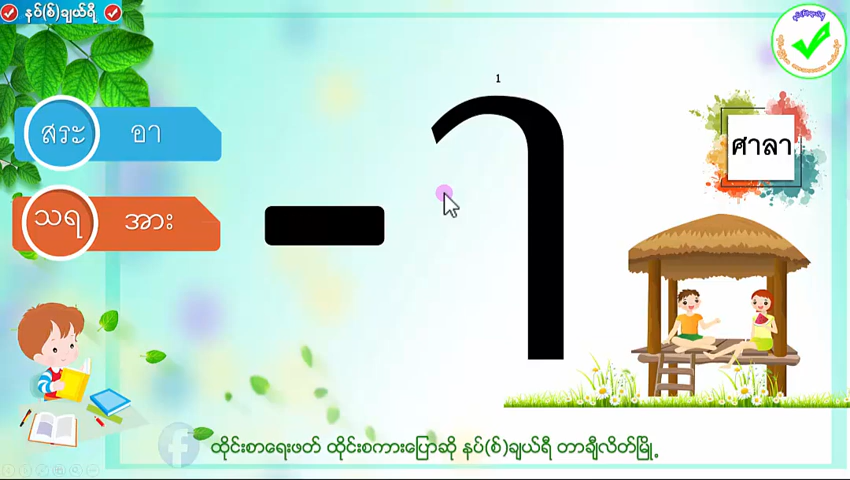 နပ်(စ်)ချယ်ရီ
1
สระ อา
သရ အား
-า
ศาลา
ထိုင်းစာရေးဖတ် ထိုင်းစကားပြောဆို နပ်(စ်)ချယ်ရီ တာချီလိတ်မြို့